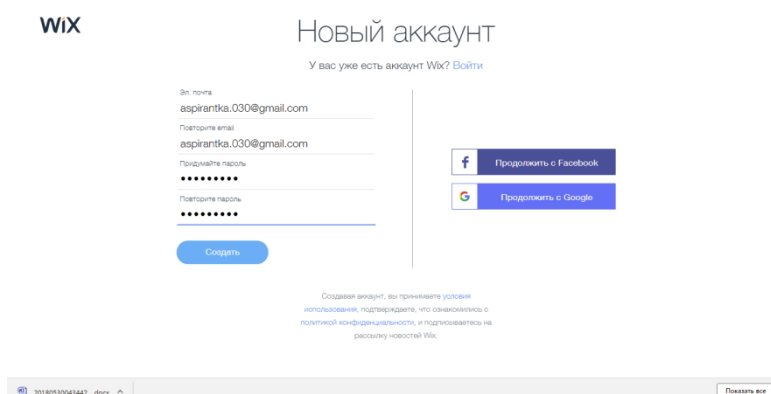 WiX
Новый аккаунт
У вас уже есть аккаунт Wix? Войти
Эл. почта
aspirantka.030@gmail.com
Повторите email
aspirantka.030@gmail.com
Придумайте пароль
•••••••••
Повторите пароль
•••••••••
Создать
f Продолжить с Facebook
G Продолжить с Google
Создавая аккаунт, вы принимаете условия
использования, подтверждаете, что ознакомились с
политикой конфиденциальности, и подписываетесь на
рассылку новостей Wix.
20180530043442....docx
Показать все